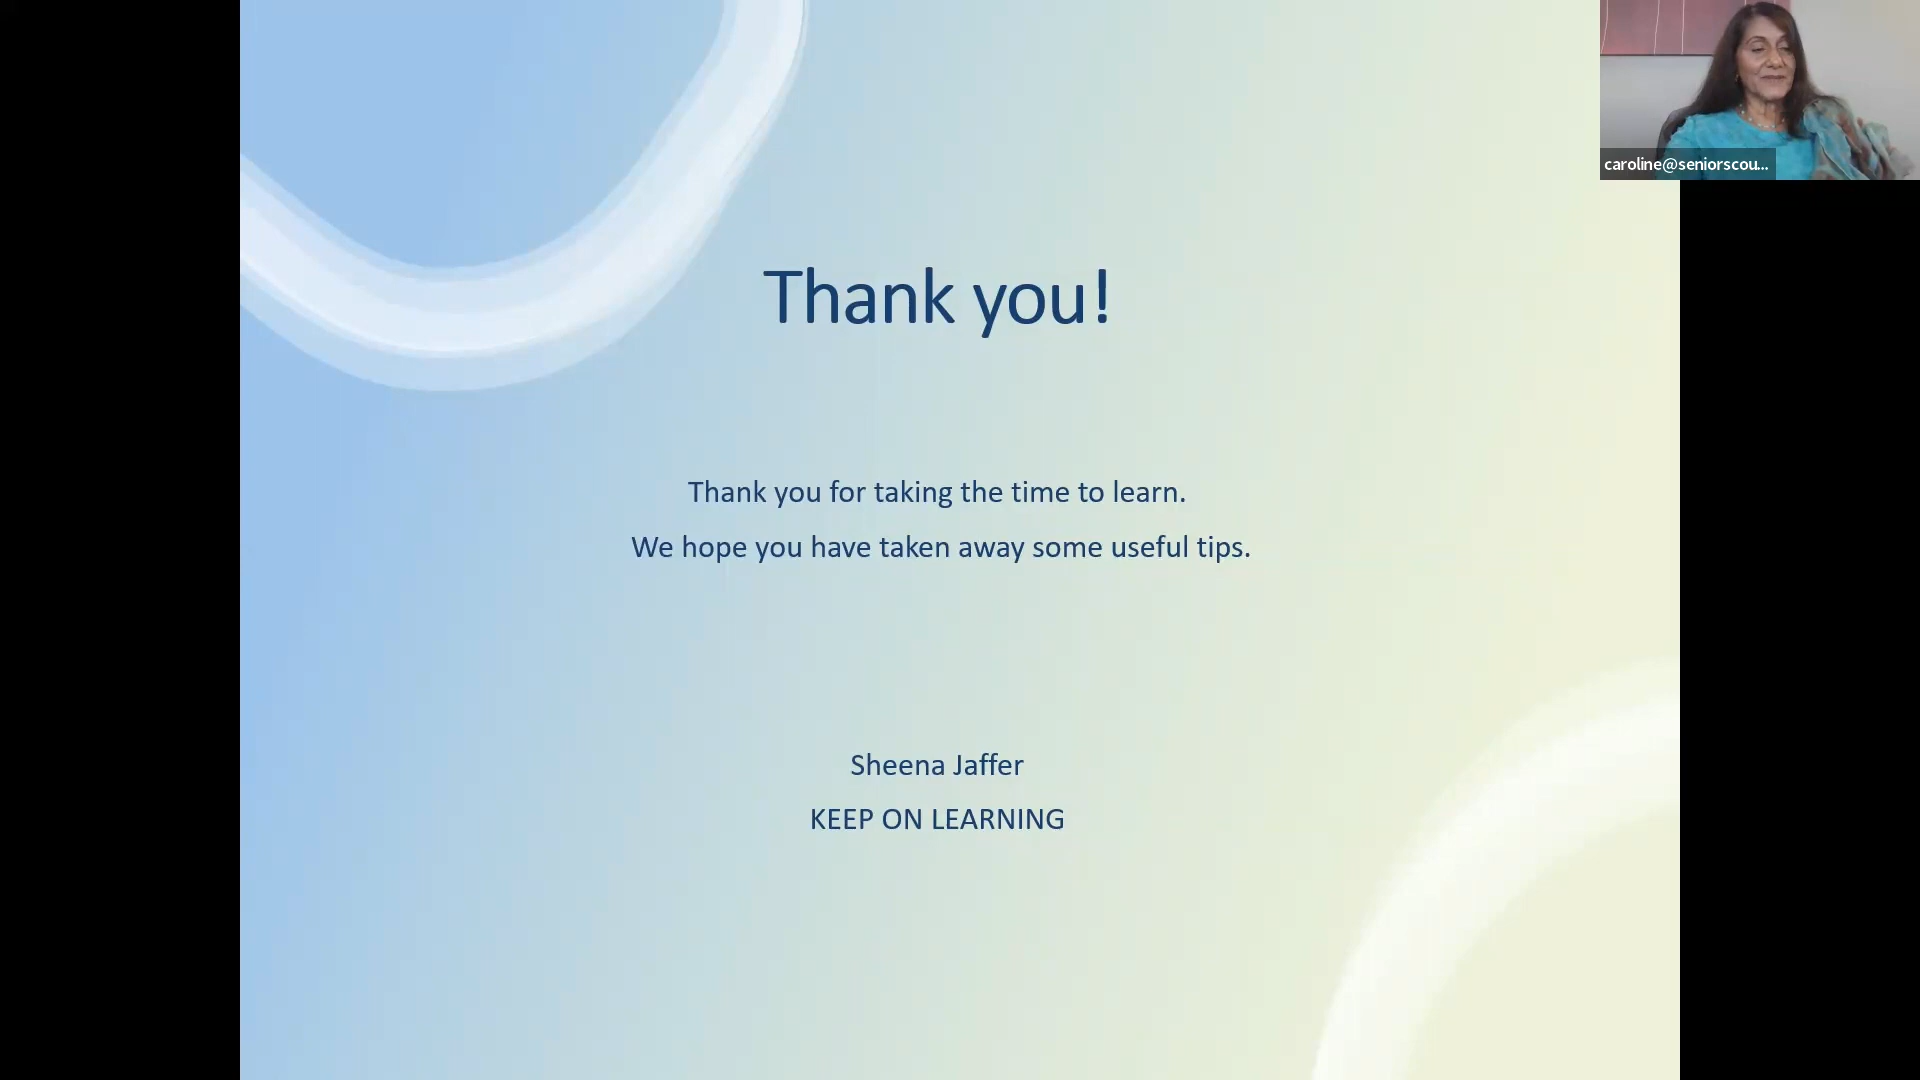 caroline@seniorscou...
Thank you!
Thank you for taking the time to learn.
We hope you have taken away some useful tips.
Sheena Jaffer
KEEP ON LEARNING